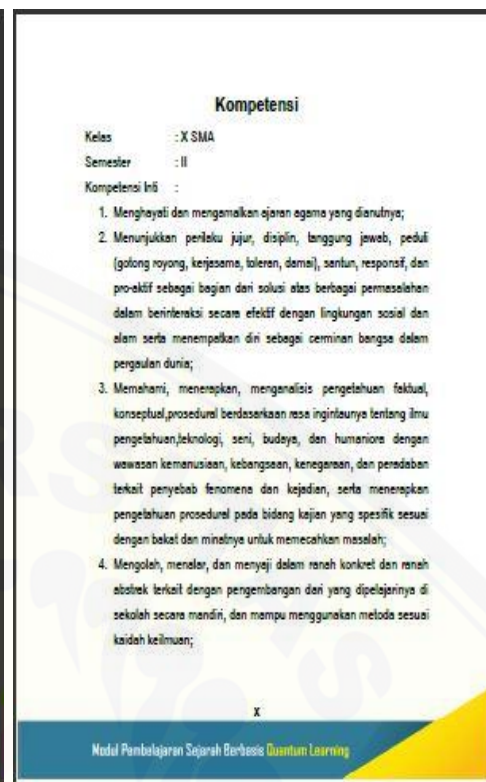 Kompetensi
Kelas : X SMA
Semester : II
Kompetensi Inti :
1. Menghayati dan mengamalkan ajaran agama yang dianutnya;
2. Menunjukkan perilaku jujur, disiplin, tanggung jawab, peduli
(gotong royong, kerjasama, toleran, damai), santun, responsif, dan
pro-aktif sebagai bagian dari solusi atas berbagai permasalahan
dalam berinteraksi secara efektif dengan lingkungan sosial dan
alam serta menempatkan diri sebagai cerminan bangsa dalam
pergaulan dunia;
3. Memahami, menerapkan, menganalisis pengetahuan faktual,
konseptual,prosedural berdasarkaan rasa ingintaunya tentang ilmu
pengetahuan,teknologi, seni, budaya, dan humaniora dengan
wawasan kemanusiaan, kebangsaan, kenegaraan, dan peradaban
terkait penyebab fenomena dan kejadian, serta menerapkan
pengetahuan prosedural pada bidang kajian yang spesifik sesuai
dengan bakat dan minatnya untuk memecahkan masalah;
4. Mengolah, menalar, dan menyaji dalam ranah konkret dan ranah
abstrak terkait dengan pengembangan dari yang dipelajarinya di
sekolah secara mandiri, dan mampu menggunakan metoda sesuai
kaidah keilmuan;
X
Modul Pembelajaran Sejarah Berbasis Quantum Learning